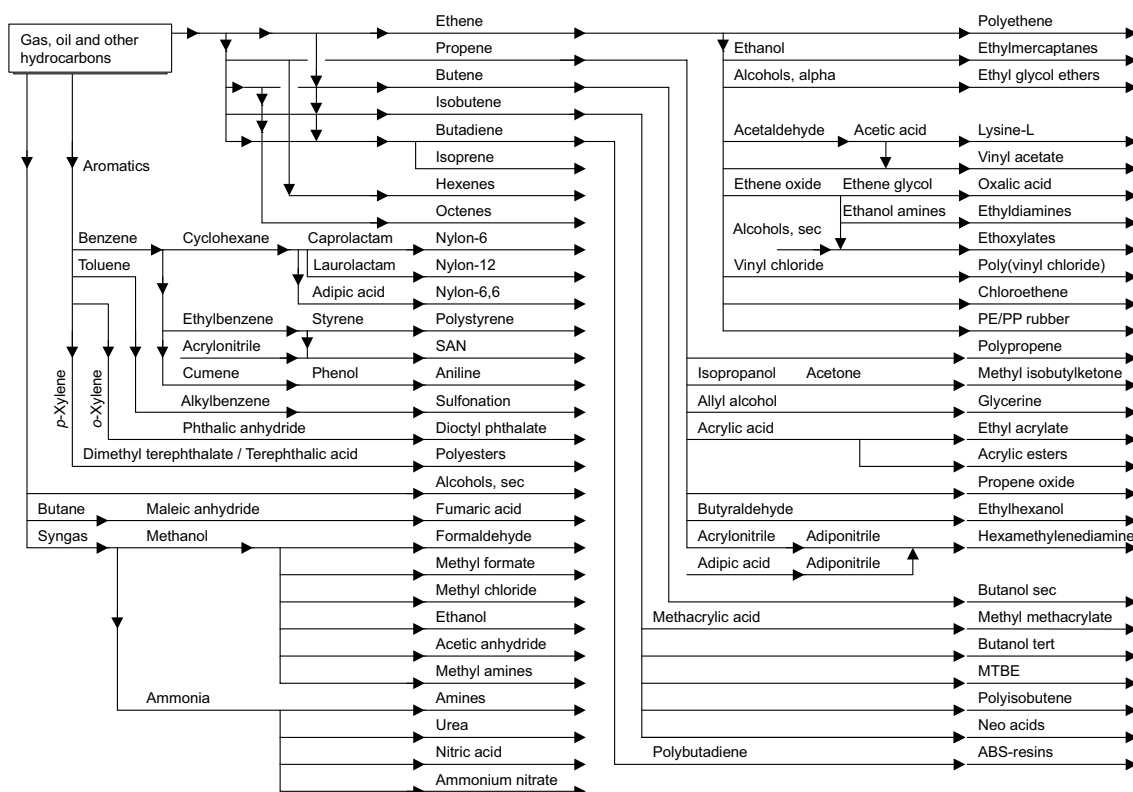 Gas, oil and other
hydrocarbons
Aromatics
Ethene
Propene
Butene
Isobutene
Butadiene
Isoprene
Hexenes
Octenes
Benzene Cyclohexane Caprolactam Nylon-6
Toluene Laurolactam Nylon-12
Adipic acid Nylon-6,6
Ethylbenzene Styrene Polystyrene
Acrylonitrile SAN
Cumene Phenol Aniline
p-Xylene
o-Xylene
Alkylbenzene Sulfonation
Phthalic anhydride Dioctyl phthalate
Dimethyl terephthalate / Terephthalic acid Polyesters
Alcohols, sec
Butane Maleic anhydride Fumaric acid
Syngas Methanol Formaldehyde
Methyl formate
Methyl chloride
Ethanol
Acetic anhydride
Methyl amines
Ammonia Amines
Urea
Nitric acid
Ammonium nitrate
Polyethene
Ethanol Ethylmercaptanes
Alcohols, alpha Ethyl glycol ethers
Acetaldehyde Acetic acid Lysine-L
Vinyl acetate
Ethene oxide Ethene glycol Oxalic acid
Ethanol amines Ethyldiamines
Alcohols, sec Ethoxylates
Vinyl chloride Poly(vinyl chloride)
Chloroethene
PE/PP rubber
Polypropene
Isopropanol Acetone Methyl isobutylketone
Allyl alcohol Glycerine
Acrylic acid Ethyl acrylate
Acrylic esters
Propene oxide
Butyraldehyde Ethylhexanol
Acrylonitrile Adiponitrile Hexamethylenediamine
Adipic acid Adiponitrile
Butanol sec
Methacrylic acid Methyl methacrylate
Butanol tert
MTBE
Polyisobutene
Neo acids
Polybutadiene ABS-resins